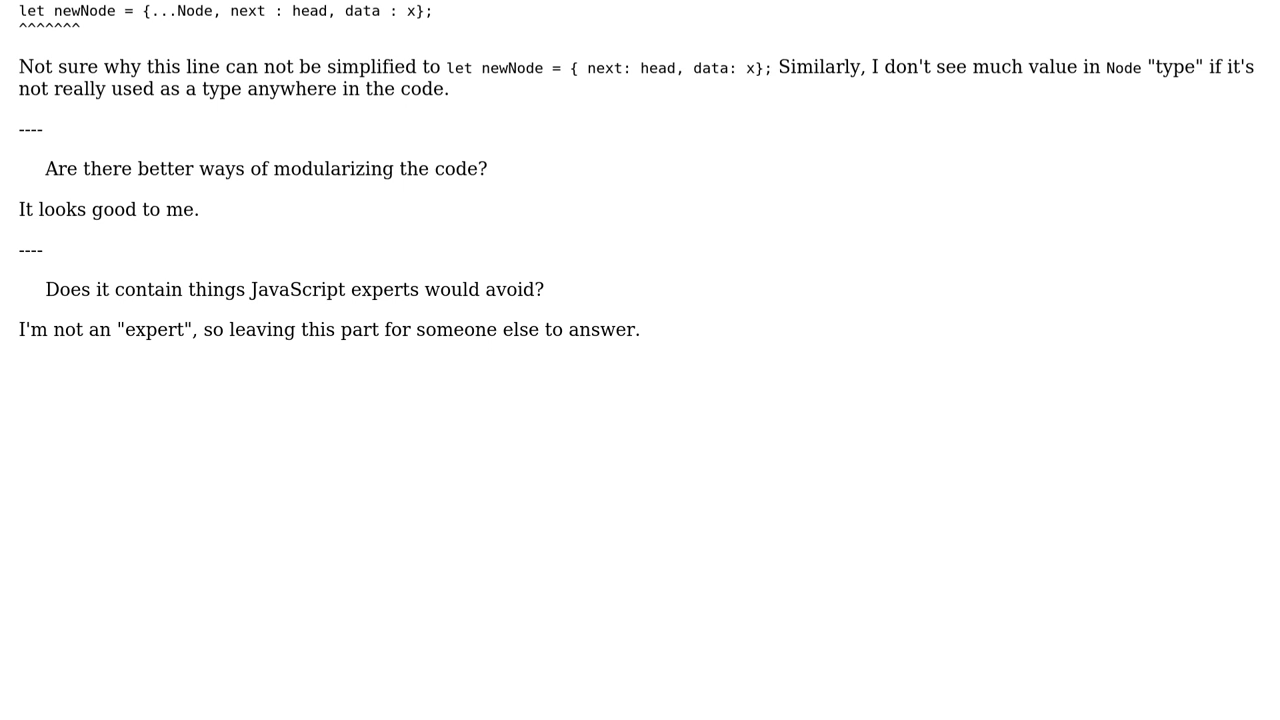 let newNode = {...Node, next : head, data : x};
^^^^^^^
Not sure why this line can not be simplified to let newNode = { next: head, data: x}; Similarly, I don't see much value in Node "type" if it's
not really used as a type anywhere in the code.
----
Are there better ways of modularizing the code?
It looks good to me.
----
Does it contain things JavaScript experts would avoid?
I'm not an "expert", so leaving this part for someone else to answer.